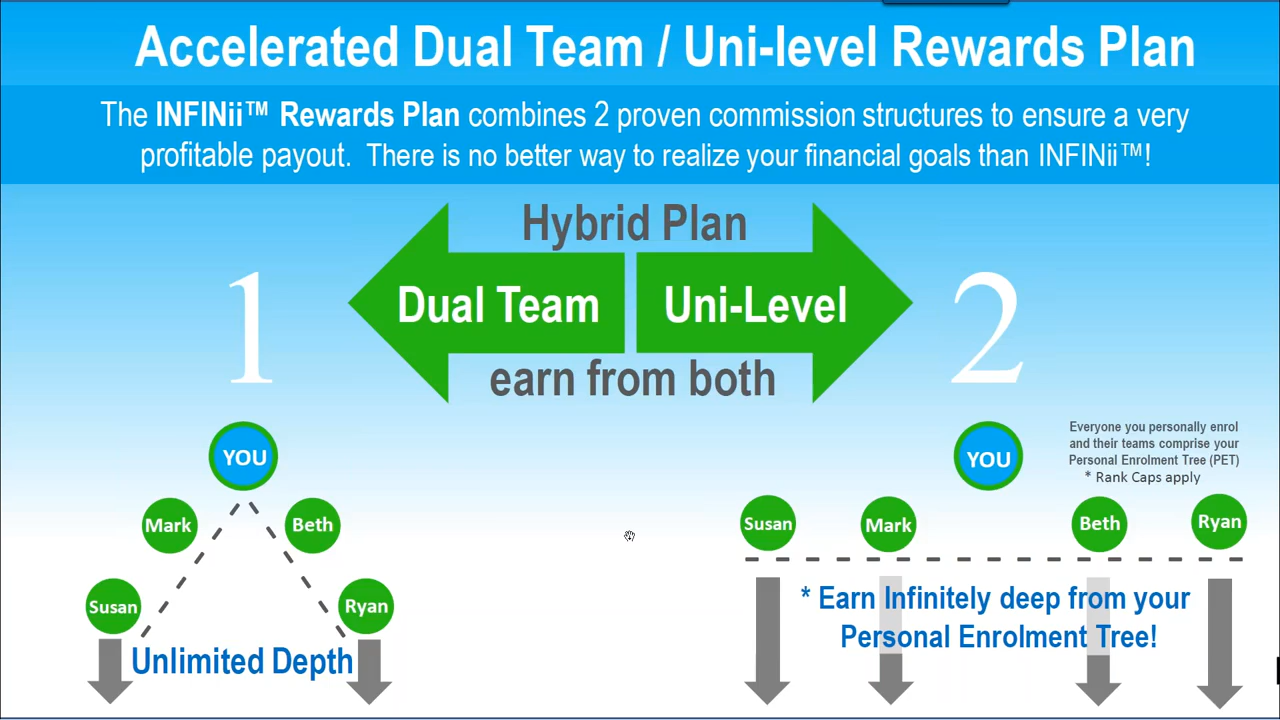 Accelerated Dual Team / Uni-level Rewards Plan
The INFINii™ Rewards Plan combines 2 proven commission structures to ensure a very
profitable payout. There is no better way to realize your financial goals than INFINii™!
Hybrid Plan
1
Dual Team
Uni-Level
2
earn from both
YOU
Mark
Beth
Susan
Ryan
Unlimited Depth
YOU
Everyone you personally enrol
and their teams comprise your
Personal Enrolment Tree (PET)
* Rank Caps apply
Susan
Mark
Beth
Ryan
* Earn Infinitely deep from your
Personal Enrolment Tree!